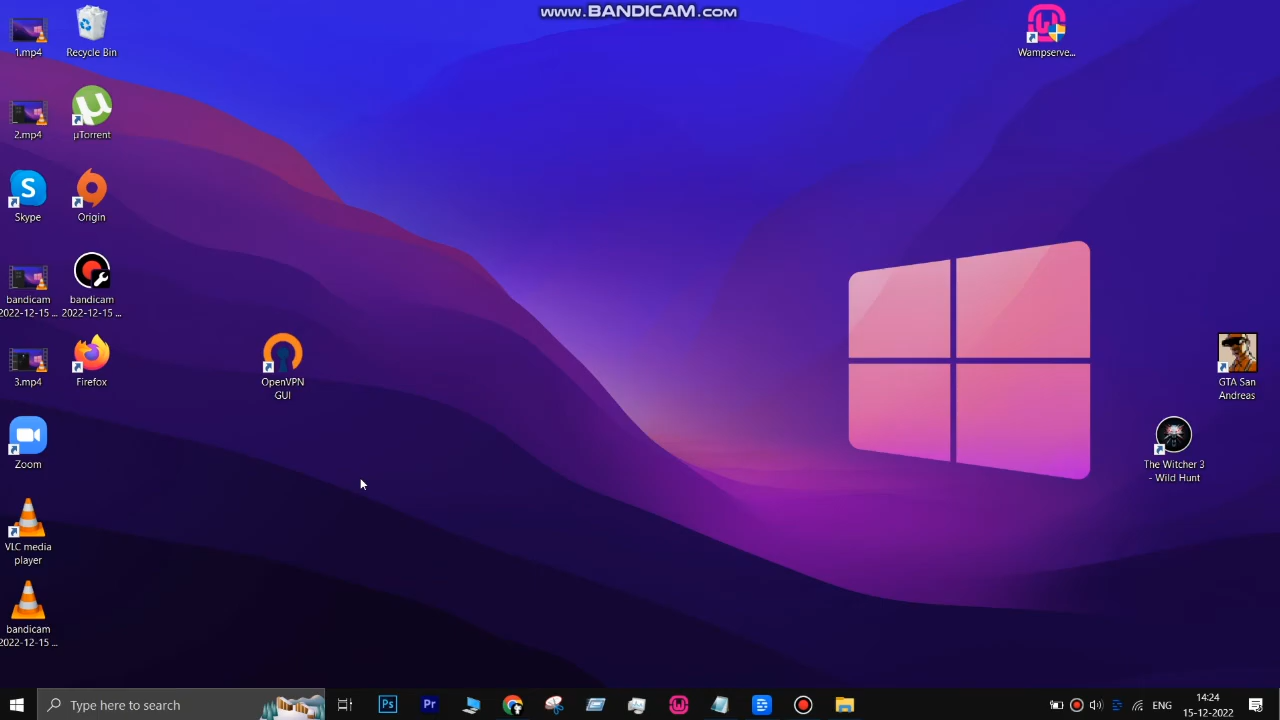 www.BANDICAM.com
1.mp4
Recycle Bin
Wampserve...
2.mp4
µTorrent
Skype
Origin
bandicam
2022-12-15 ...
bandicam
2022-12-15 ...
3.mp4
Firefox
OpenVPN
GUI
GTA San
Andreas
Zoom
The Witcher 3
- Wild Hunt
VLC media
player
bandicam
2022-12-15 ...
Type here to search
Ps
Pr
ENG
14:24
15-12-2022